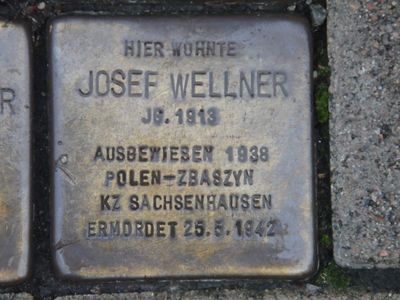 HIER WOHNTE
JOSEF WELLNER
JG. 1913
AUSGEWIESEN 1938
POLEN-ZBASZYN
KZ SACHSENHAUSEN
ERMORDET 25.5.1942
R